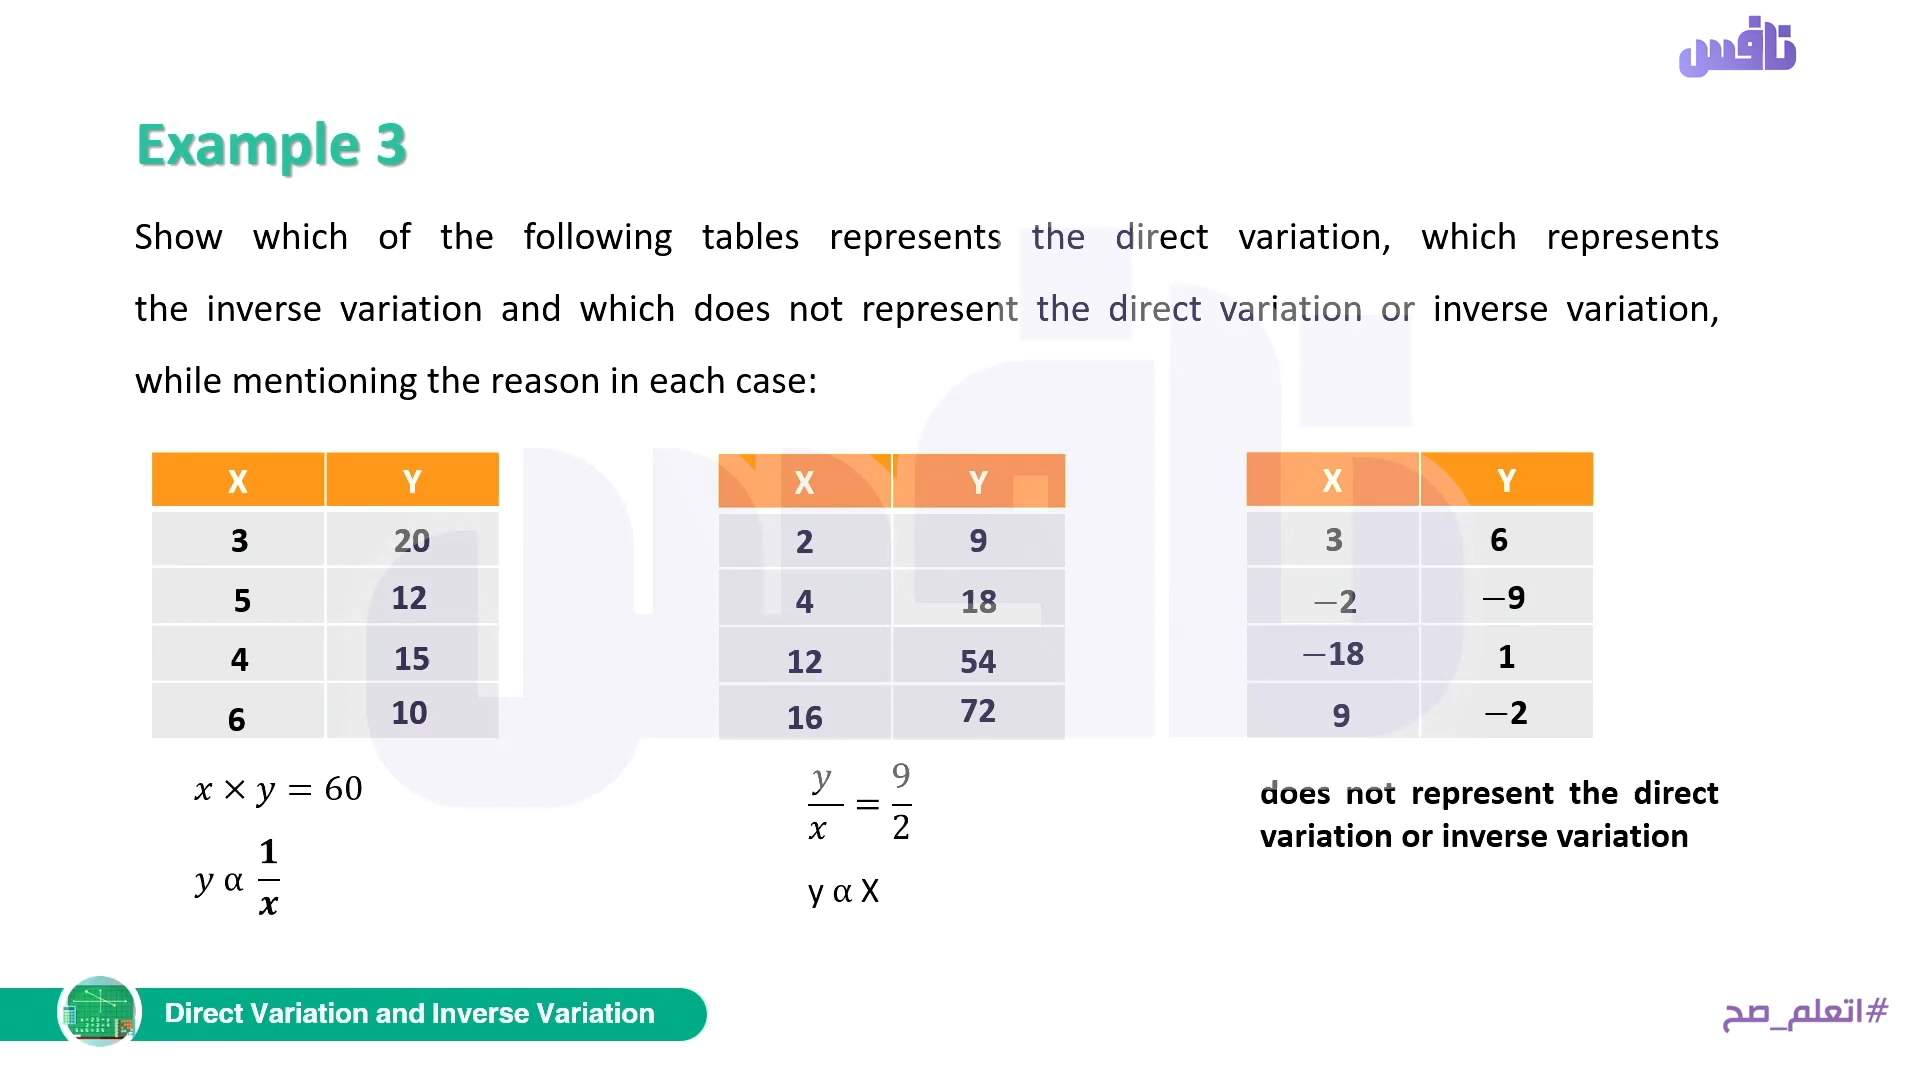 نافس
Example 3
Show which of the following tables represents the direct variation, which represents
the inverse variation and which does not represent the direct variation or inverse variation,
while mentioning the reason in each case:
X Y
3 20
5 12
4 15
6 10
x × y = 60
y α 1/x
X Y
2 9
4 18
12 54
16 72
y/x = 9/2
y α X
X Y
3 6
−2 −9
−18 1
9 −2
does not represent the direct
variation or inverse variation
Direct Variation and Inverse Variation
#اتعلم_صح